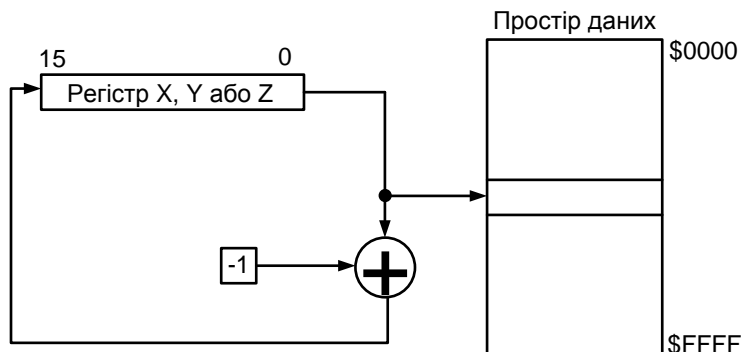 Простір даних
$0000
15
0
Регістр X, Y або Z
-1
$FFFF